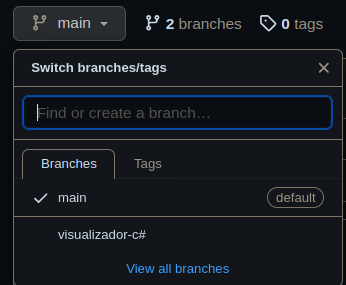 main 2 branches 0 tags
Switch branches/tags
Find or create a branch…
Branches Tags
main default
visualizador-c#
View all branches